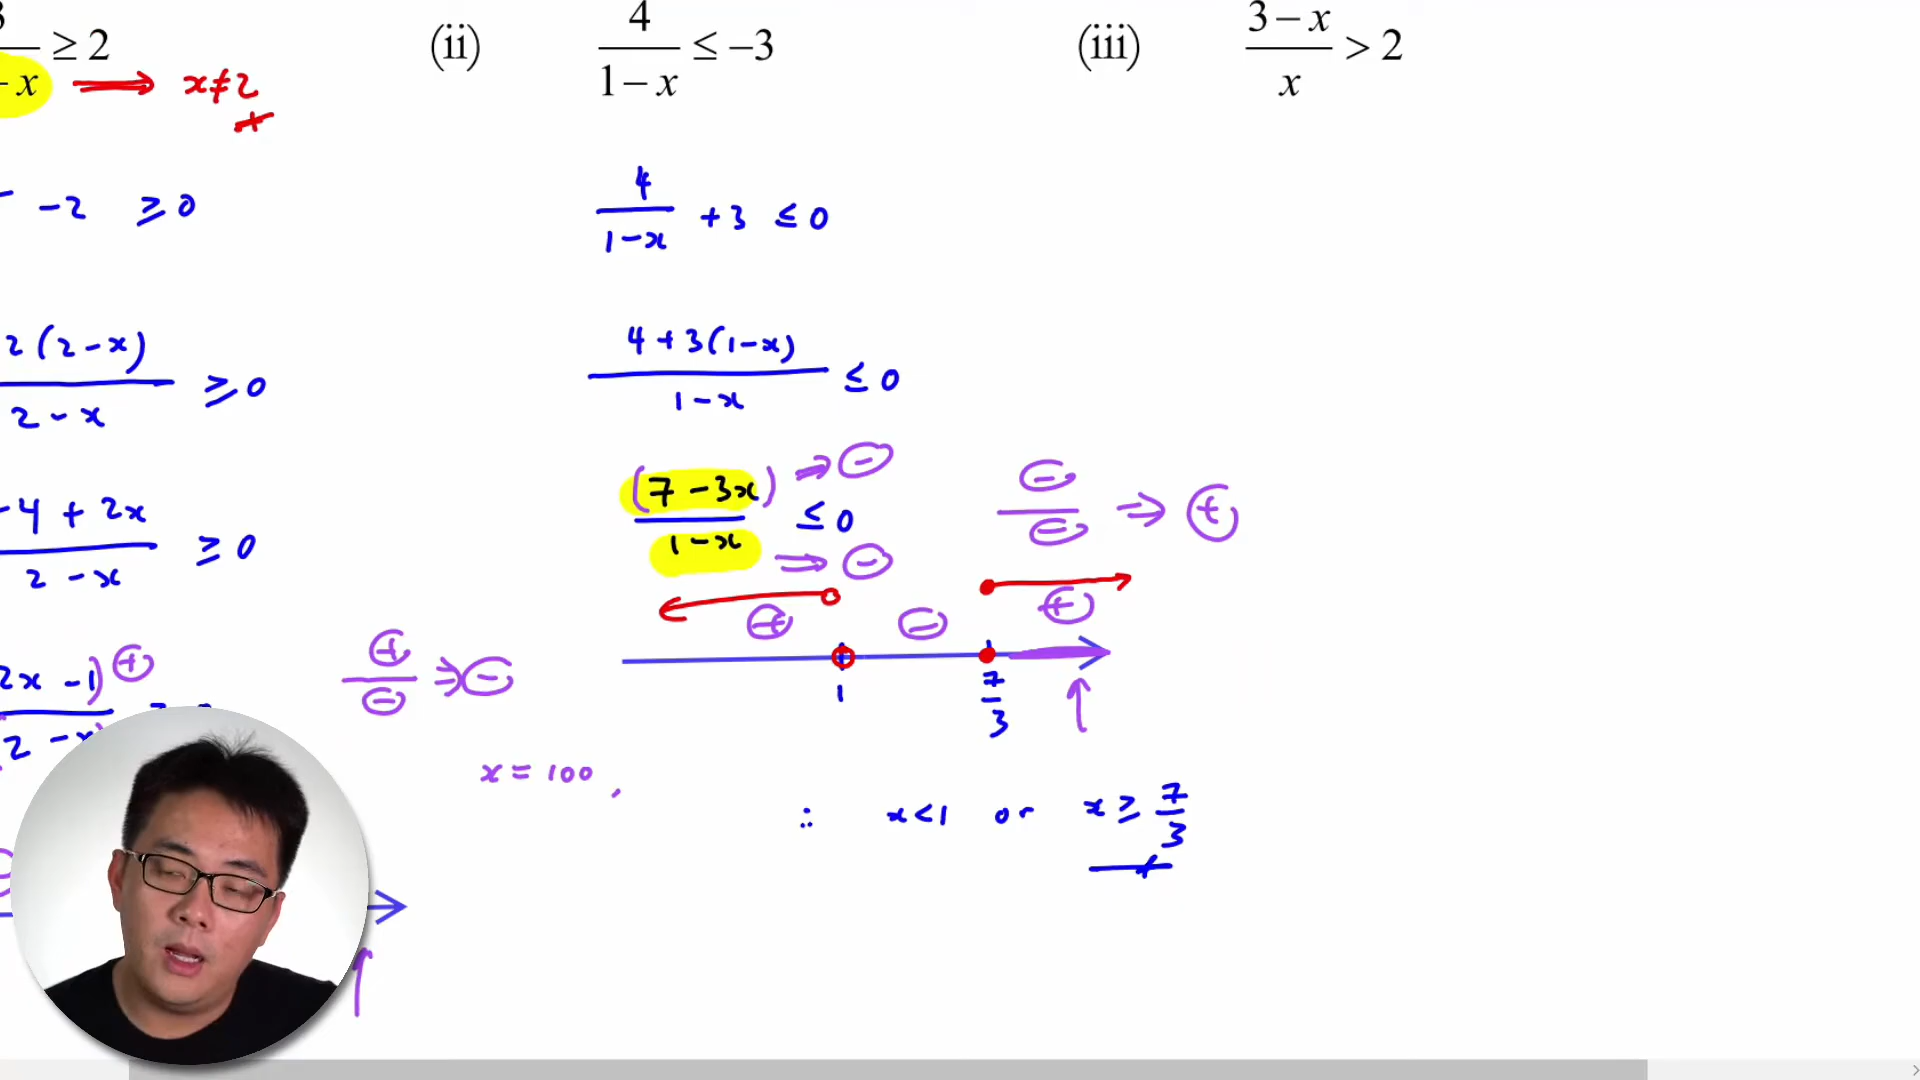 ≥ 2
- x ⟹ x ≠ 2
- 2 ≥ 0
2(2 - x)
≥ 0
2 - x
-4 + 2x
≥ 0
2 - x
2x - 1) ⊕
2 - x
⊕
⇒ ⊖
⊖
x = 100 ,
(ii) 4
≤ −3
1 − x
4
+ 3 ≤ 0
1 - x
4 + 3(1 - x)
≤ 0
1 - x
(7 - 3x) ⇒ ⊖
≤ 0
1 - x ⇒ ⊖
⊖
⇒ ⊕
⊖
⊕ ⊖ ⊕
1 7
3
∴ x < 1 or x ≥ 7
3
(iii) 3 − x
> 2
x